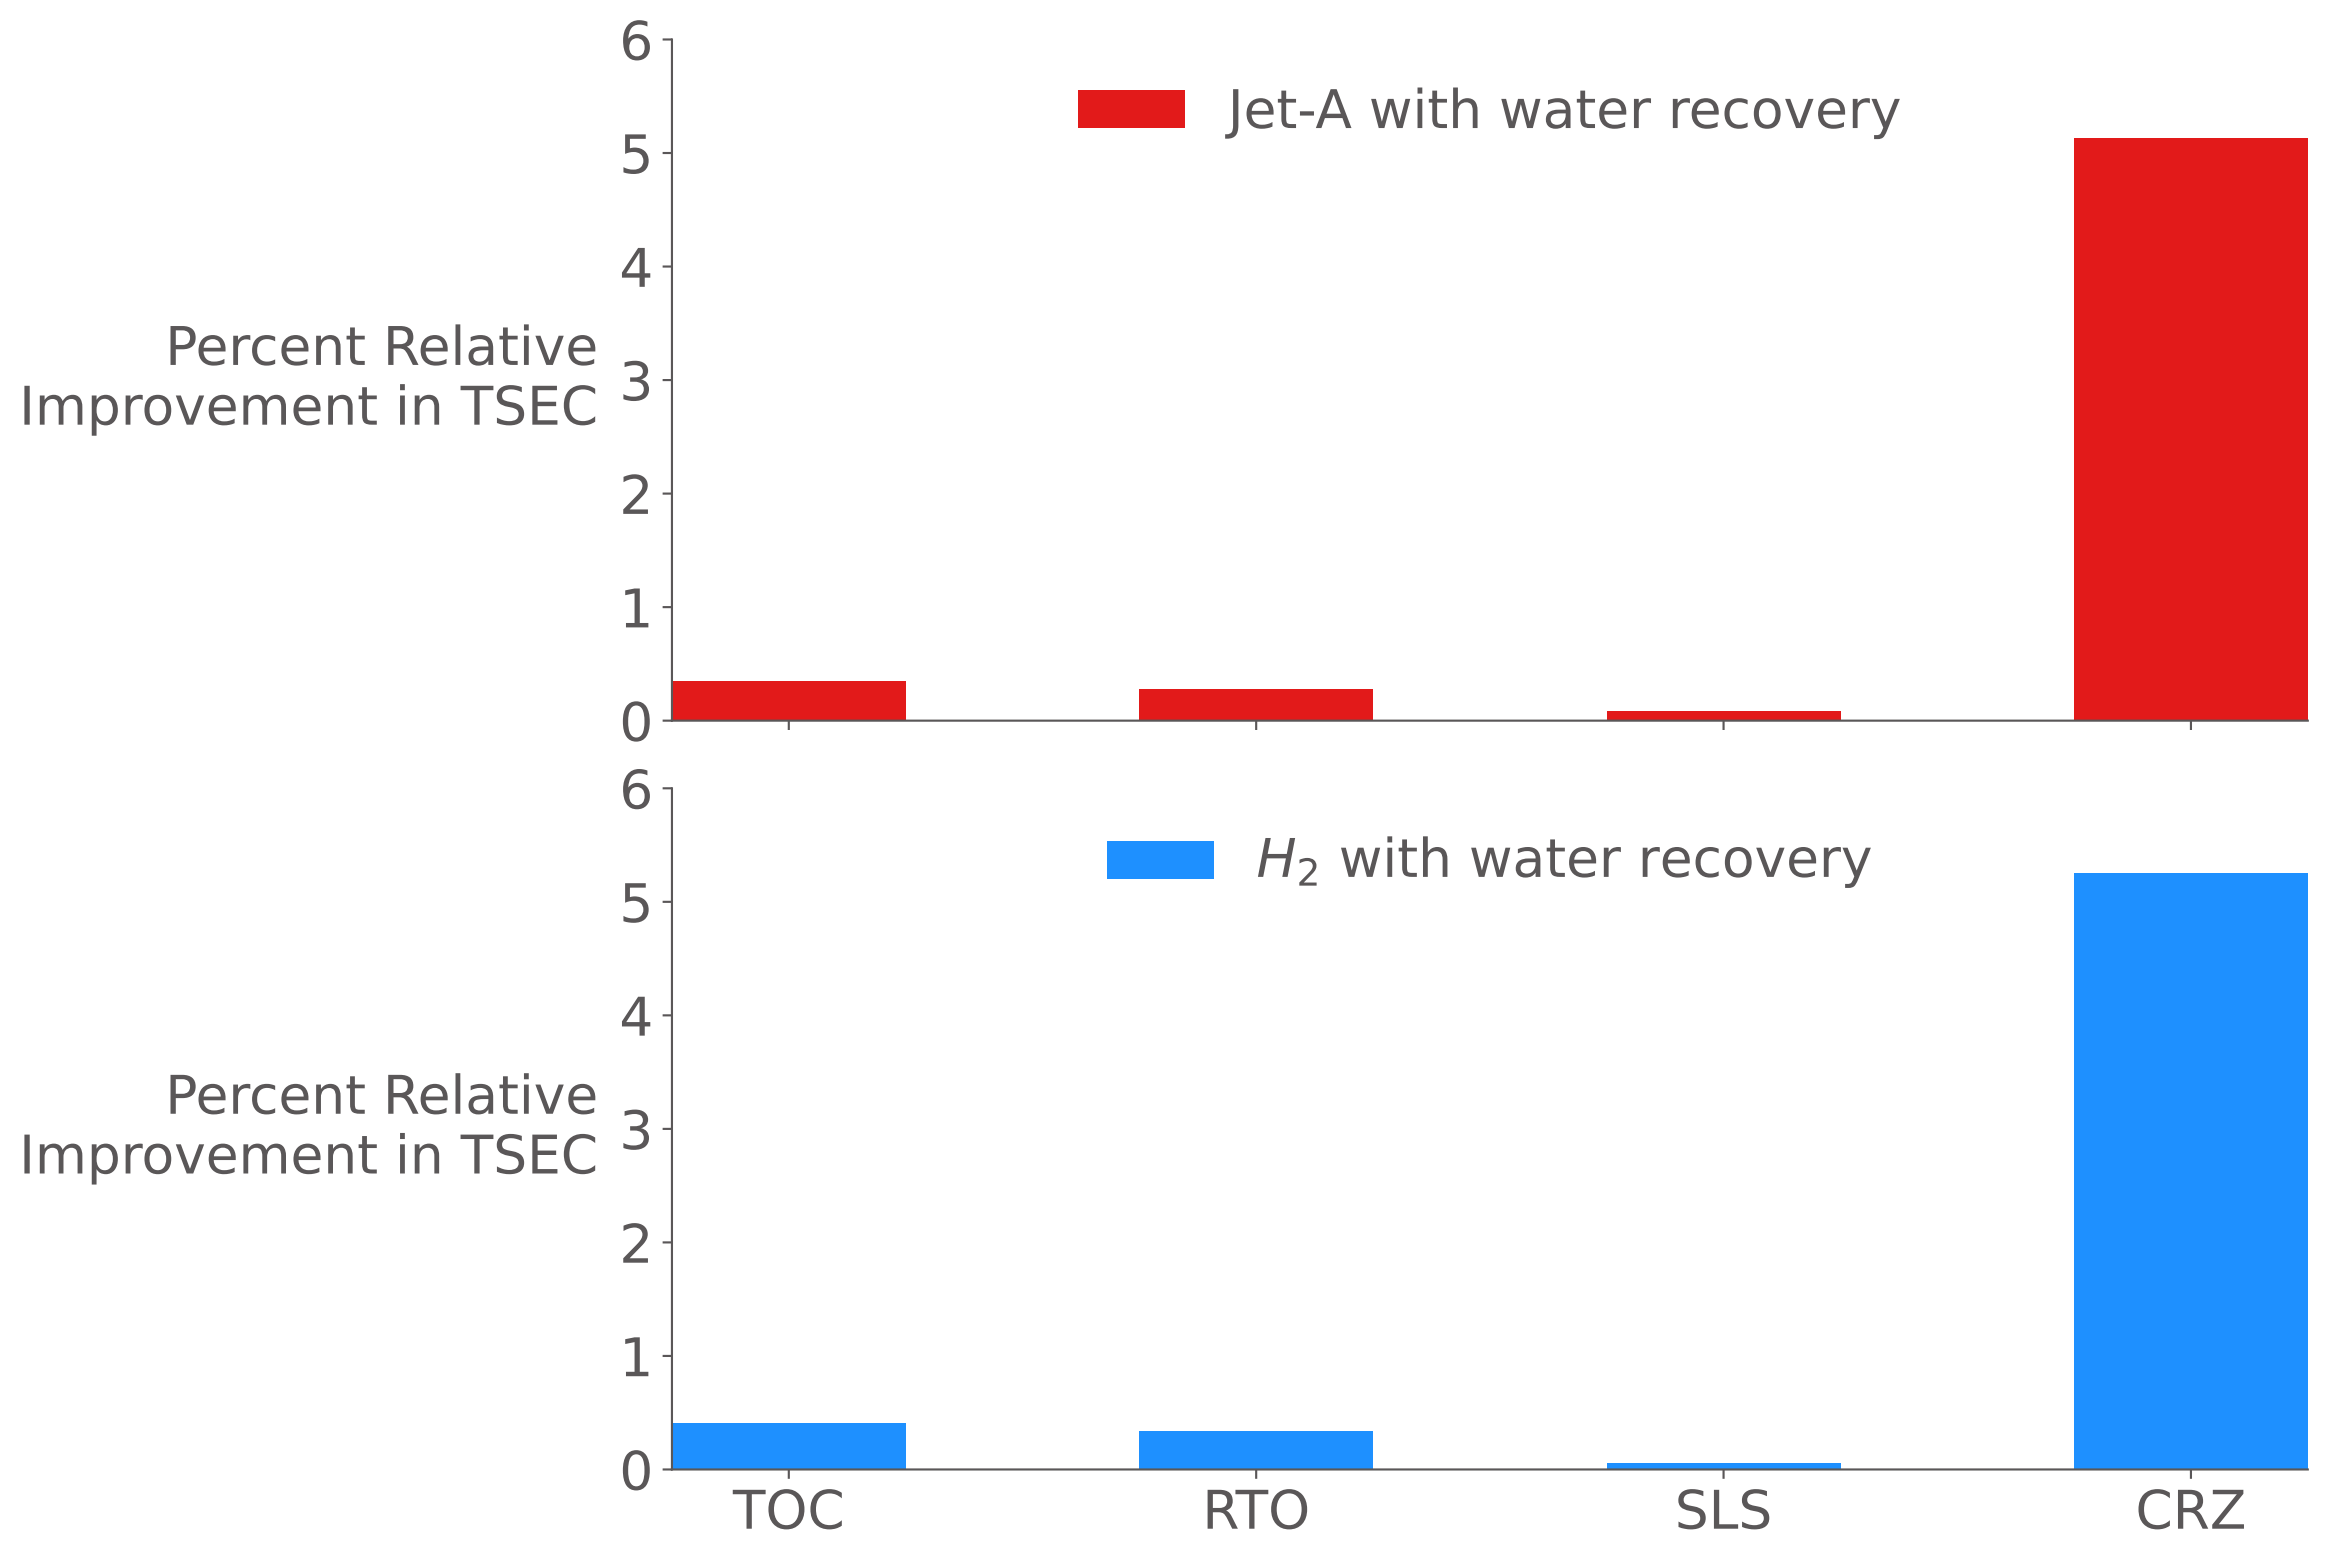 6
5
4
3
2
1
0
Percent Relative
Improvement in TSEC
Jet-A with water recovery
6
5
4
3
2
1
0
Percent Relative
Improvement in TSEC
H₂ with water recovery
TOC RTO SLS CRZ